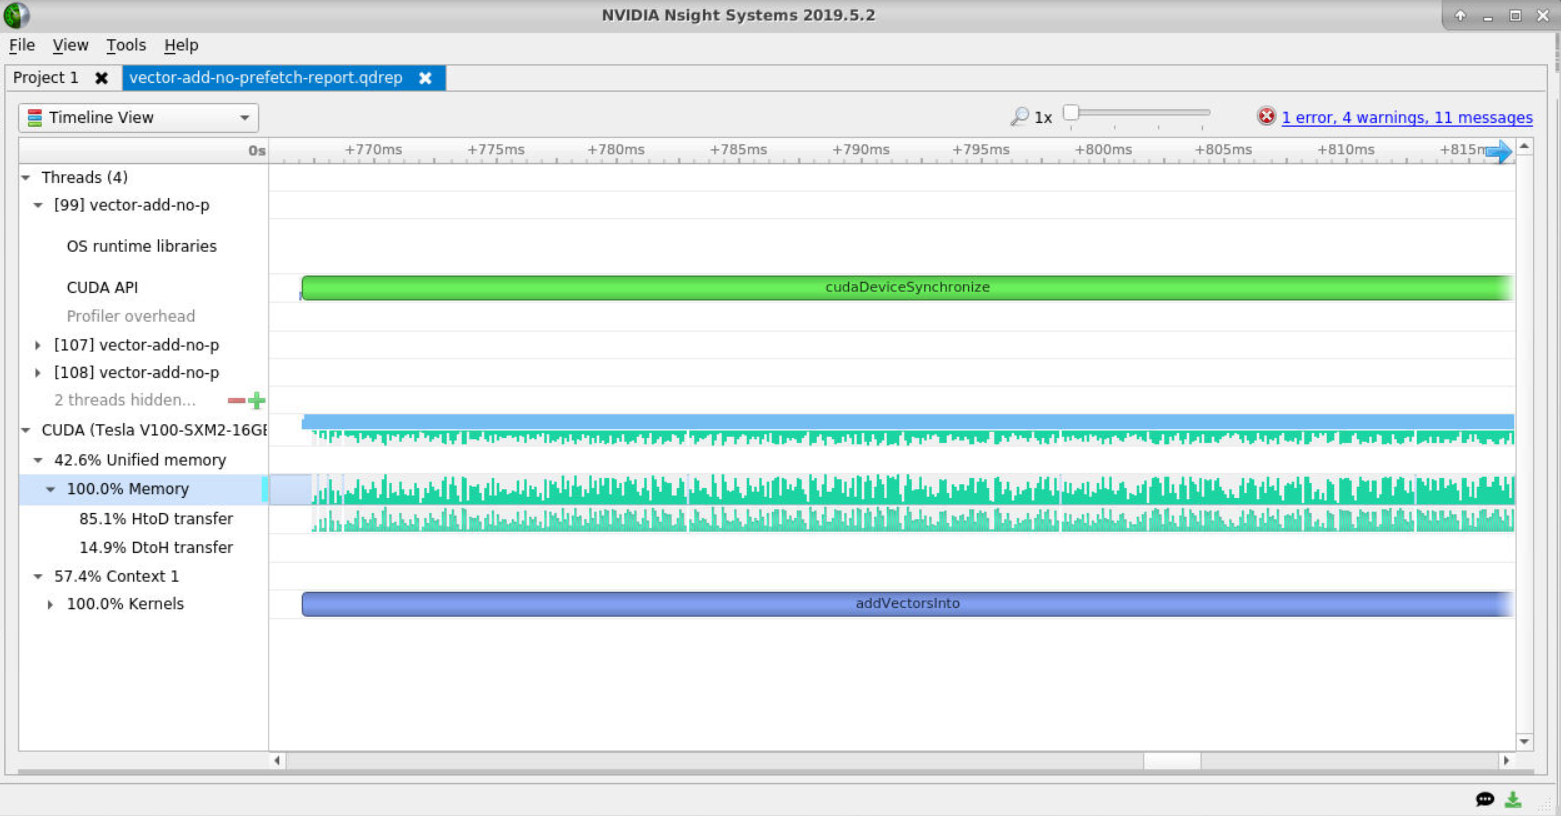 NVIDIA Nsight Systems 2019.5.2
File View Tools Help
Project 1
vector-add-no-prefetch-report.qdrep
Timeline View
1x
1 error, 4 warnings, 11 messages
0s +770ms +775ms +780ms +785ms +790ms +795ms +800ms +805ms +810ms +815m
Threads (4)
[99] vector-add-no-p
OS runtime libraries
CUDA API
cudaDeviceSynchronize
Profiler overhead
[107] vector-add-no-p
[108] vector-add-no-p
2 threads hidden...
CUDA (Tesla V100-SXM2-16GB
42.6% Unified memory
100.0% Memory
85.1% HtoD transfer
14.9% DtoH transfer
57.4% Context 1
100.0% Kernels
addVectorsInto